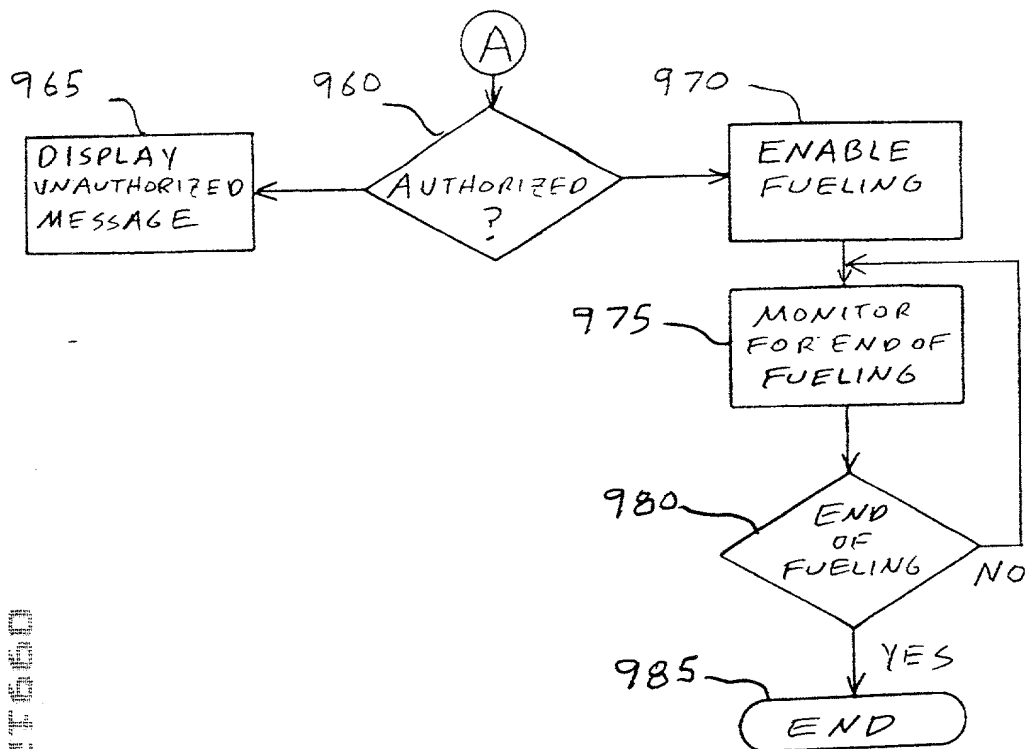 A
965
960
970
DISPLAY
UNAUTHORIZED
MESSAGE
AUTHORIZED
?
ENABLE
FUELING
975
MONITOR
FOR END OF
FUELING
980
END
OF
FUELING
NO
YES
985
END